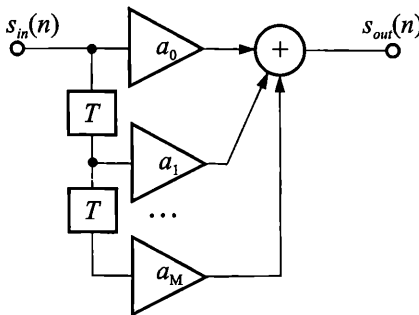 s_in(n)
s_out(n)
a_0
+
T
a_1
T
...
a_M